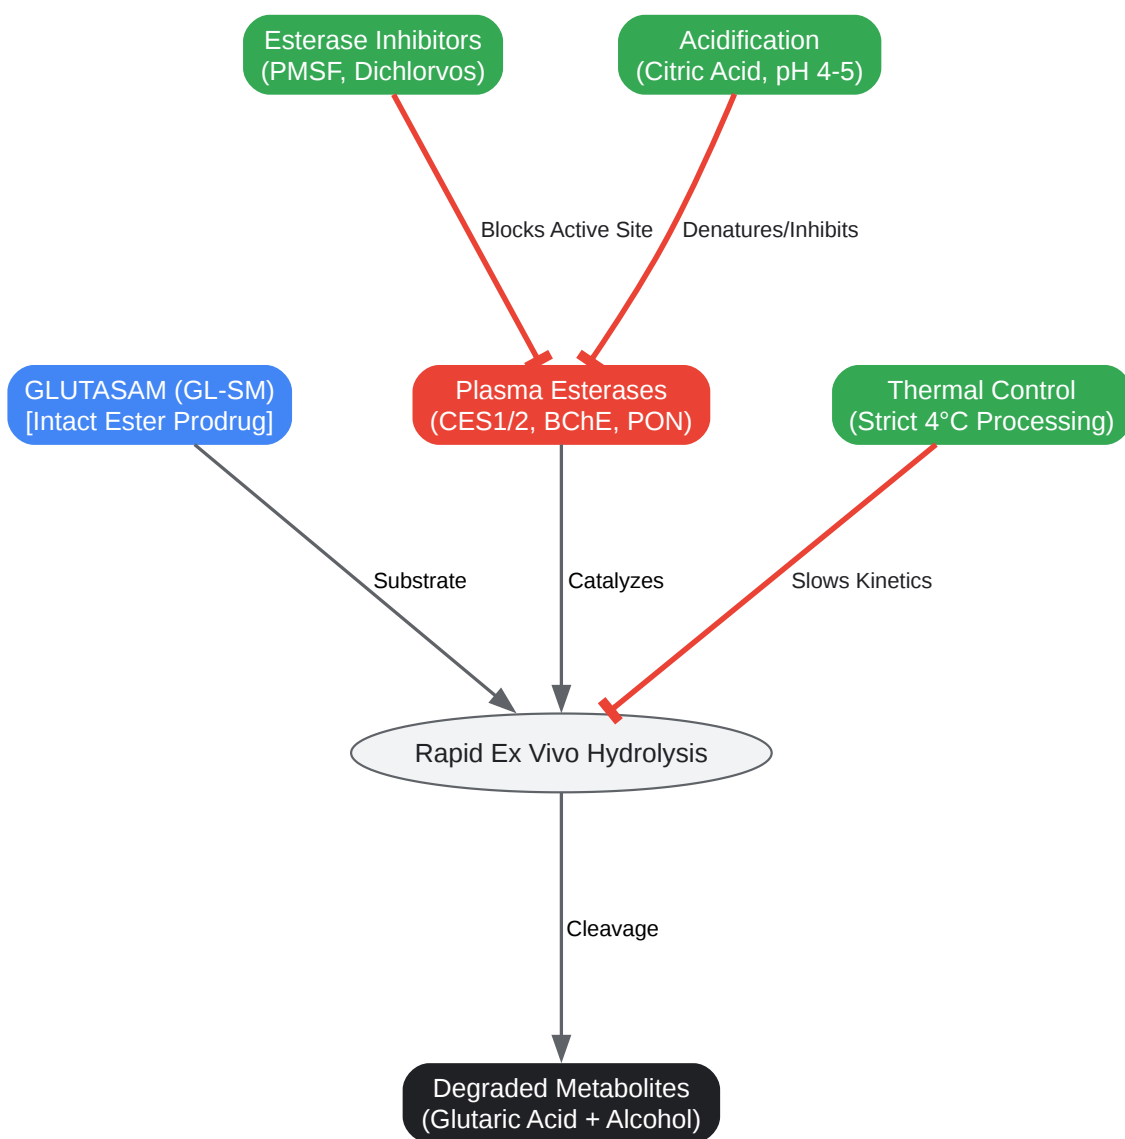 Esterase Inhibitors
(PMSF, Dichlorvos)
Acidification
(Citric Acid, pH 4-5)
Blocks Active Site
Denatures/Inhibits
GLUTASAM (GL-SM)
[Intact Ester Prodrug]
Plasma Esterases
(CES1/2, BChE, PON)
Thermal Control
(Strict 4°C Processing)
Substrate
Catalyzes
Slows Kinetics
Rapid Ex Vivo Hydrolysis
Cleavage
Degraded Metabolites
(Glutaric Acid + Alcohol)